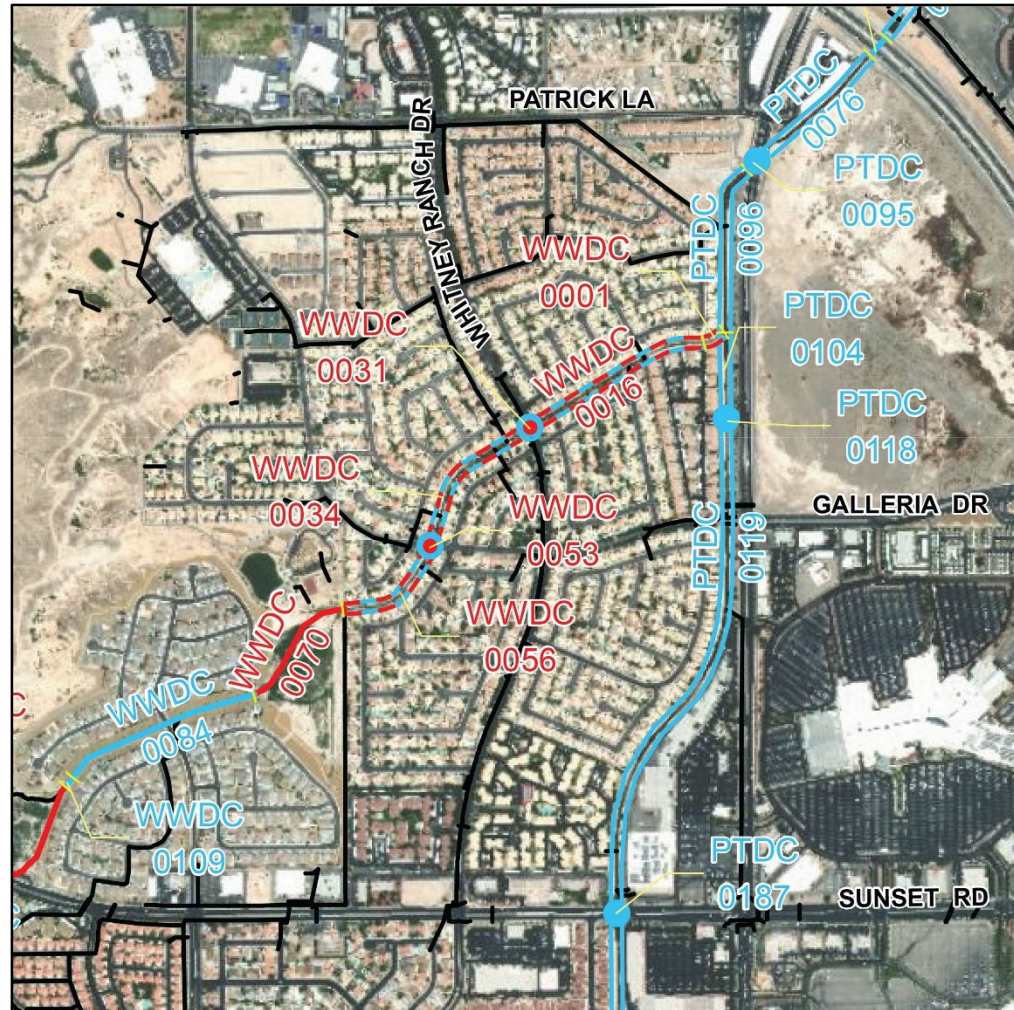 PATRICK LA
PTDC
0076
PTDC
0095
WHITNEY RANCH DR
PTDC
0096
WWDC
0001
PTDC
0104
WWDC
0031
WWDC
0016
PTDC
0118
WWDC
0034
WWDC
0053
GALLERIA DR
PTDC
0119
WWDC
0056
WWDC
0070
WWDC
0084
WWDC
0109
PTDC
0187
SUNSET RD